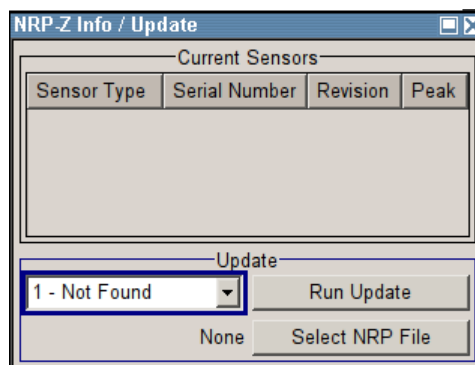 NRP-Z Info / Update
Current Sensors
Sensor Type Serial Number Revision Peak
Update
1 - Not Found Run Update
None Select NRP File